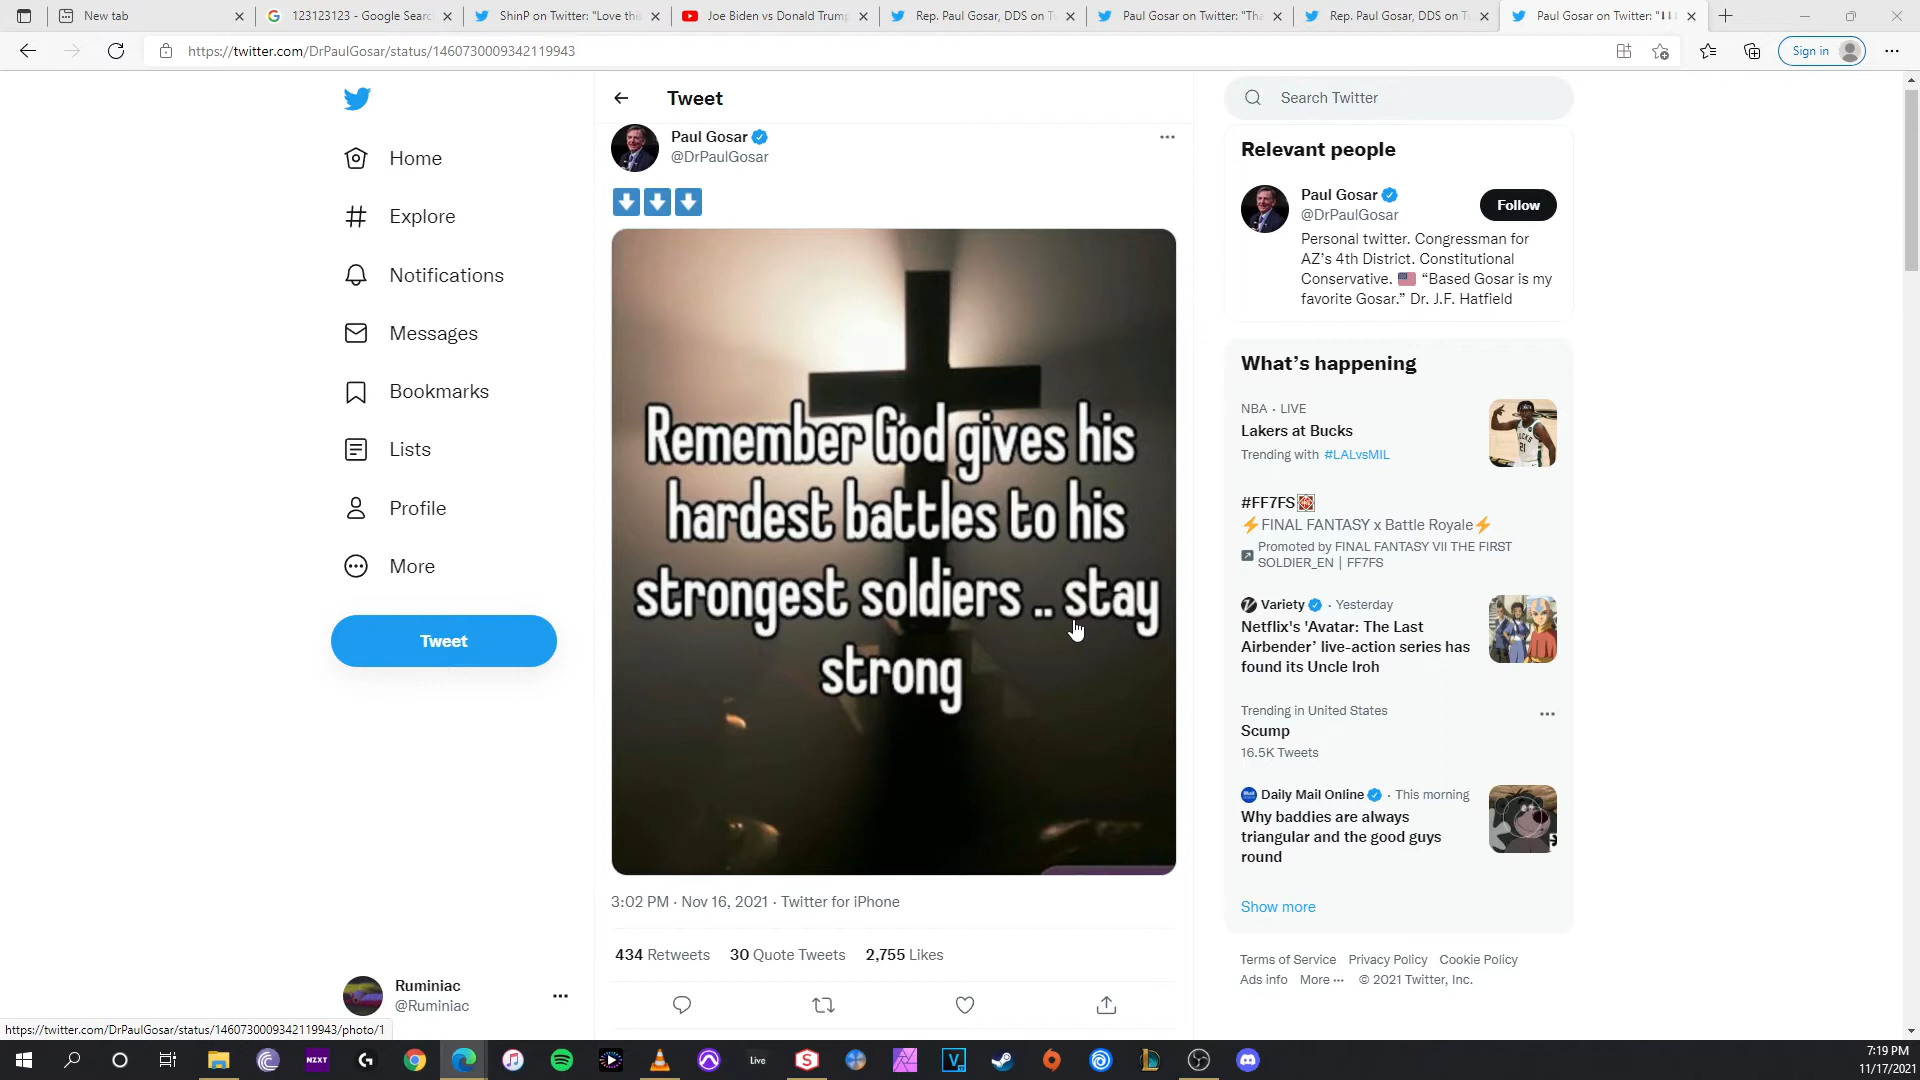 New tab
123123123 - Google Searc
ShinP on Twitter: "Love this
Joe Biden vs Donald Trump
Rep. Paul Gosar, DDS on Tw
Paul Gosar on Twitter: "Tha
Rep. Paul Gosar, DDS on Tw
Paul Gosar on Twitter: "⬇⬇⬇
https://twitter.com/DrPaulGosar/status/1460730009342119943
Sign in
Home
Explore
Notifications
Messages
Bookmarks
Lists
Profile
More
Tweet
Ruminiac
@Ruminiac
https://twitter.com/DrPaulGosar/status/1460730009342119943/photo/1
Tweet
Paul Gosar
@DrPaulGosar
⬇⬇⬇
Remember God gives his
hardest battles to his
strongest soldiers .. stay
strong
3:02 PM · Nov 16, 2021 · Twitter for iPhone
434 Retweets 30 Quote Tweets 2,755 Likes
Search Twitter
Relevant people
Paul Gosar
@DrPaulGosar
Follow
Personal twitter. Congressman for
AZ's 4th District. Constitutional
Conservative. 🇺🇸 “Based Gosar is my
favorite Gosar.” Dr. J.F. Hatfield
What's happening
NBA · LIVE
Lakers at Bucks
Trending with #LALvsMIL
#FF7FS
⚡FINAL FANTASY x Battle Royale⚡
Promoted by FINAL FANTASY VII THE FIRST
SOLDIER_EN | FF7FS
Variety · Yesterday
Netflix's 'Avatar: The Last
Airbender' live-action series has
found its Uncle Iroh
Trending in United States
Scump
16.5K Tweets
Daily Mail Online · This morning
Why baddies are always
triangular and the good guys
round
Show more
Terms of Service Privacy Policy Cookie Policy
Ads info More ··· © 2021 Twitter, Inc.
NZXT
Live
7:19 PM
11/17/2021